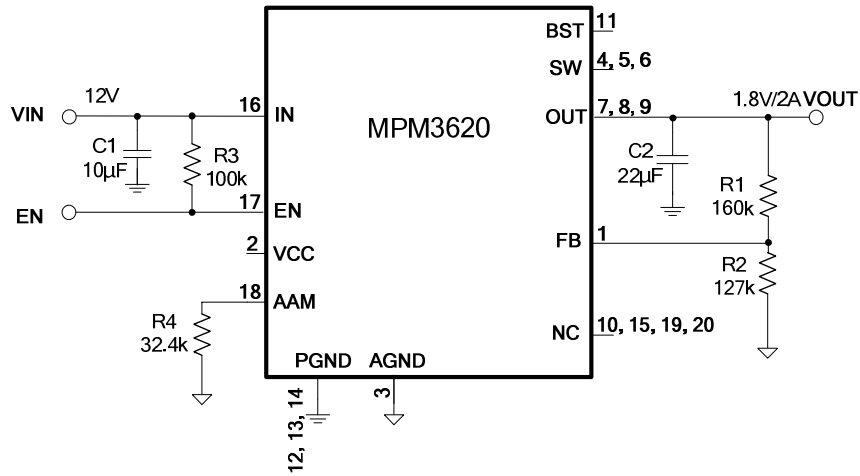 BST
11
SW
4, 5, 6
12V
VIN
16
IN
MPM3620
OUT
7, 8, 9
1.8V/2A VOUT
C1
10µF
R3
100k
C2
22µF
R1
160k
EN
17
EN
FB
1
2
VCC
R2
127k
18
AAM
R4
32.4k
NC
10, 15, 19, 20
PGND
AGND
12, 13, 14
3